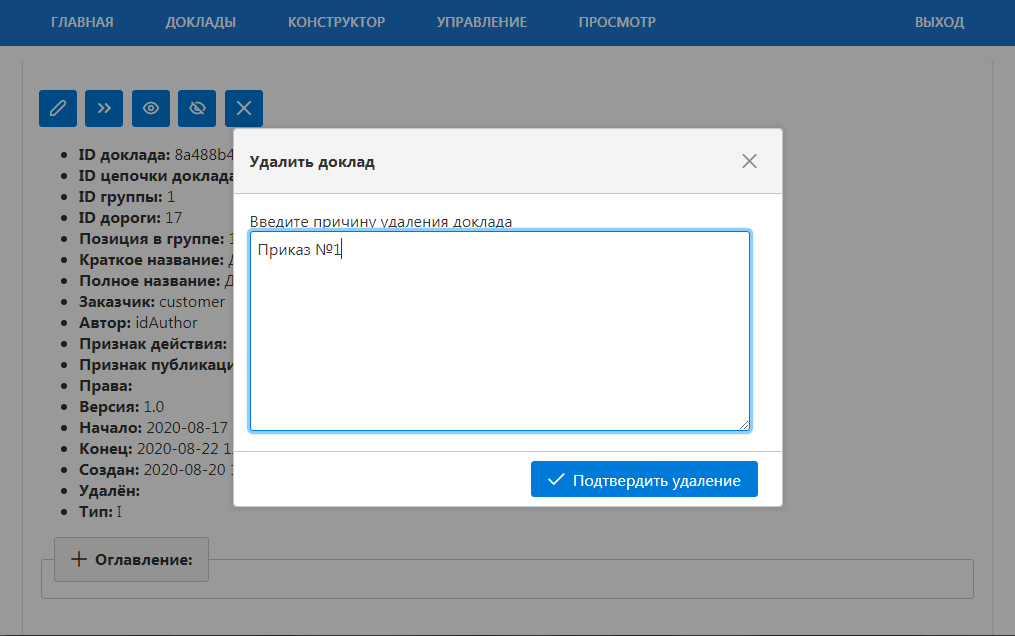 ГЛАВНАЯ ДОКЛАДЫ КОНСТРУКТОР УПРАВЛЕНИЕ ПРОСМОТР ВЫХОД
Удалить доклад
Введите причину удаления доклада
Приказ №1
Подтвердить удаление
ID доклада: 8a488b4
ID цепочки доклада
ID группы: 1
ID дороги: 17
Позиция в группе: 1
Краткое название:
Полное название:
Заказчик: customer
Автор: idAuthor
Признак действия:
Признак публикаци
Права:
Версия: 1.0
Начало: 2020-08-17
Конец: 2020-08-22 1
Создан: 2020-08-20 1
Удалён:
Тип: I
Оглавление: